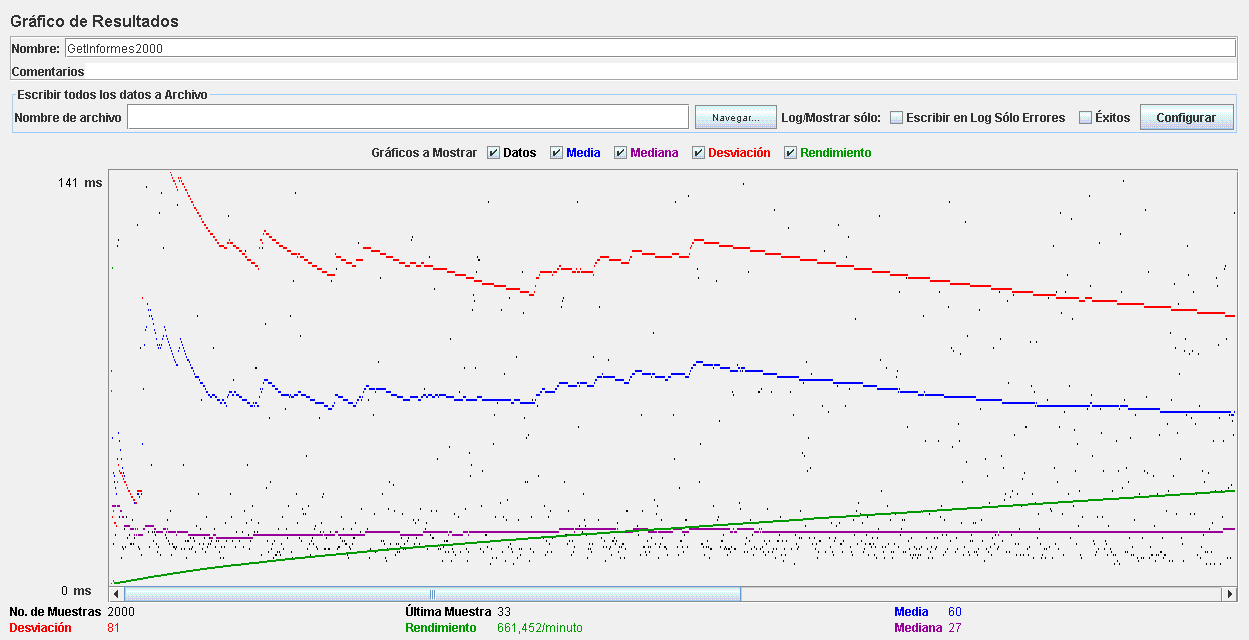 Gráfico de Resultados
Nombre: GetInformes2000
Comentarios
Escribir todos los datos a Archivo
Nombre de archivo Navegar... Log/Mostrar sólo: Escribir en Log Sólo Errores Éxitos Configurar
Gráficos a Mostrar Datos Media Mediana Desviación Rendimiento
141 ms
0 ms
No. de Muestras 2000 Última Muestra 33 Media 60
Desviación 81 Rendimiento 661,452/minuto Mediana 27